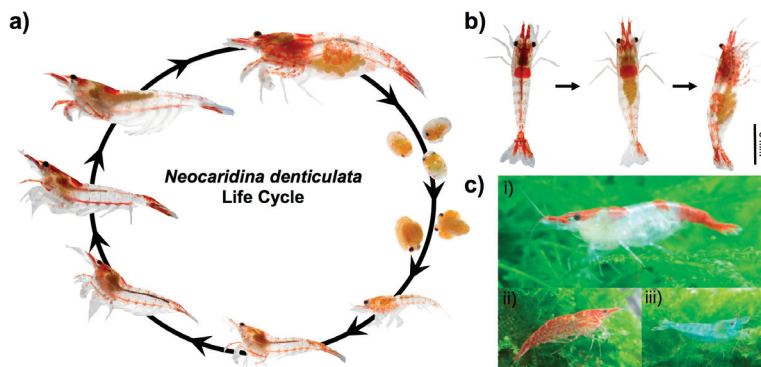 a)
Neocaridina denticulata
Life Cycle
b)
c)
i)
ii)
iii)